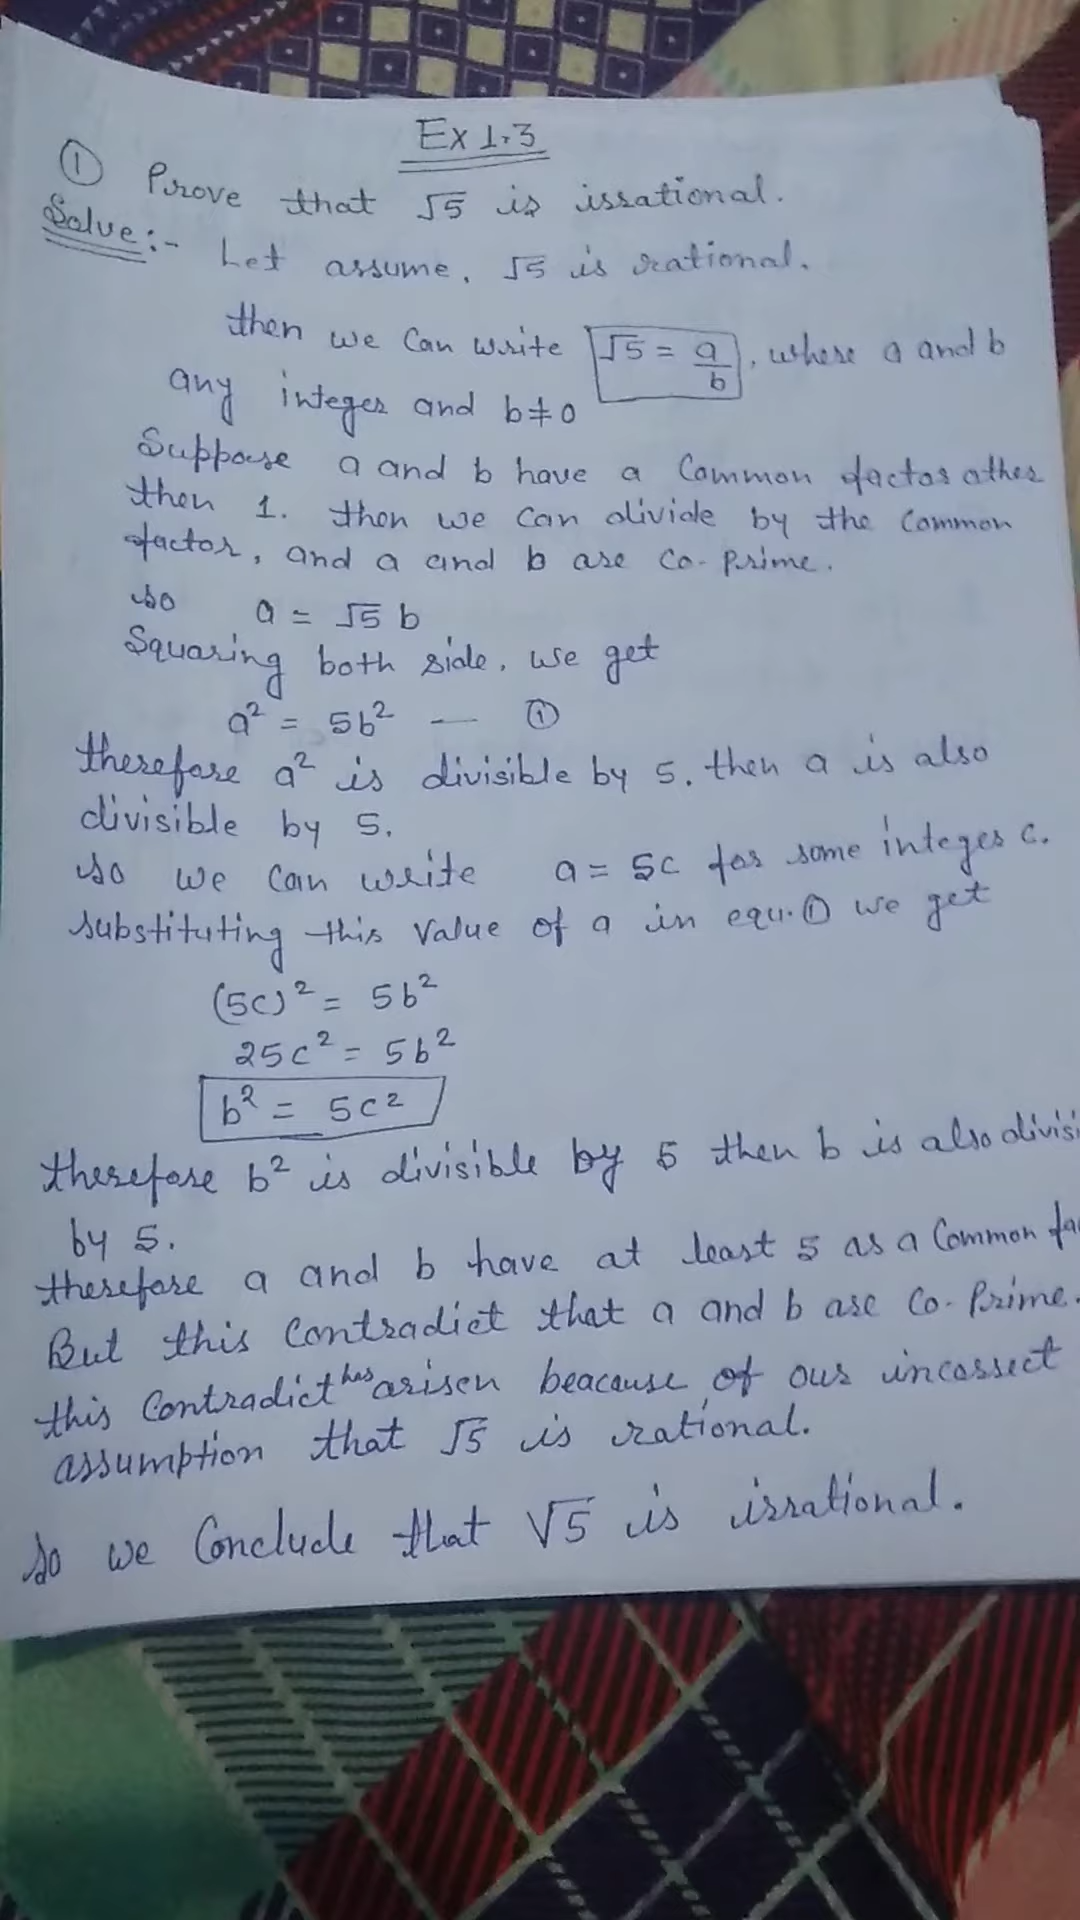 Ex 1.3
① Prove that √5 is irrational.
Solve:- Let assume, √5 is rational.
then we can write √5 = a/b, where a and b
any integer and b≠0
Suppose a and b have a common factor other
then 1. then we can divide by the common
factor, and a and b are co-prime.
so a = √5 b
Squaring both side, we get
a² = 5b² — ①
therefore a² is divisible by 5. then a is also
divisible by 5.
so we can write a = 5c for some integer c.
substituting this value of a in equ.① we get
(5c)² = 5b²
25c² = 5b²
b² = 5c²
therefore b² is divisible by 5 then b is also divisi
by 5.
therefore a and b have at least 5 as a common fa
But this contradict that a and b are co-prime.
this contradict has arisen beacause of our incorrect
assumption that √5 is rational.
so we conclude that √5 is irrational.